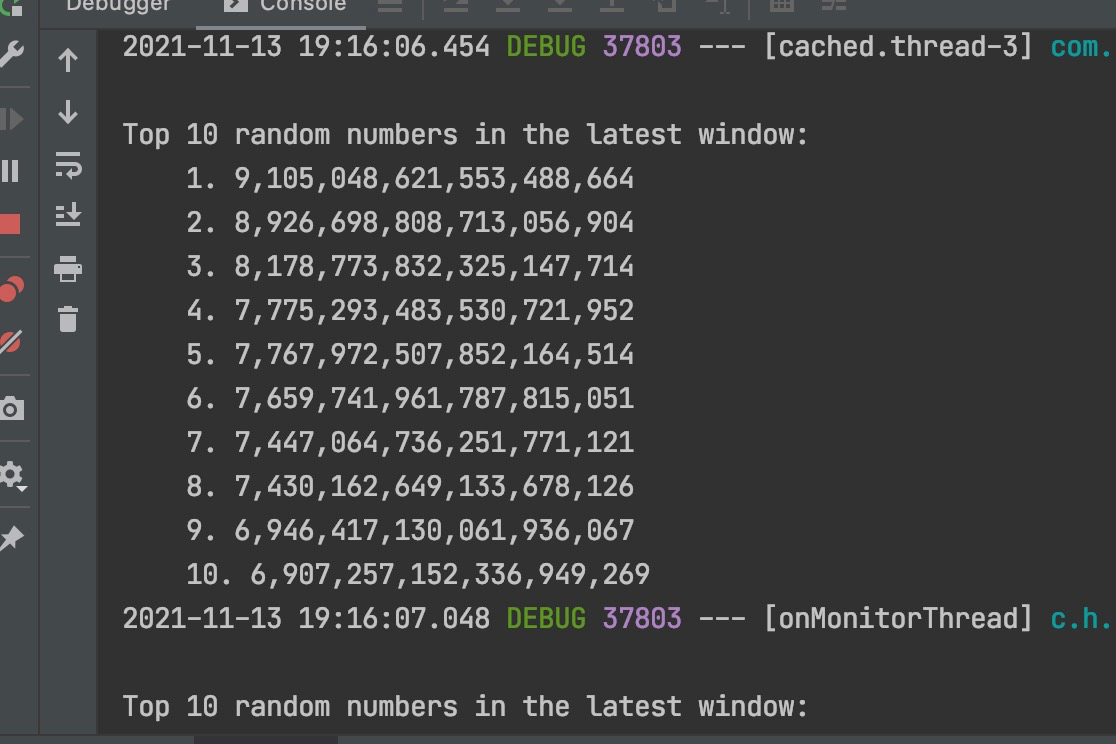 Debugger Console
2021-11-13 19:16:06.454 DEBUG 37803 --- [cached.thread-3] com.
Top 10 random numbers in the latest window:
1. 9,105,048,621,553,488,664
2. 8,926,698,808,713,056,904
3. 8,178,773,832,325,147,714
4. 7,775,293,483,530,721,952
5. 7,767,972,507,852,164,514
6. 7,659,741,961,787,815,051
7. 7,447,064,736,251,771,121
8. 7,430,162,649,133,678,126
9. 6,946,417,130,061,936,067
10. 6,907,257,152,336,949,269
2021-11-13 19:16:07.048 DEBUG 37803 --- [onMonitorThread] c.h.
Top 10 random numbers in the latest window: